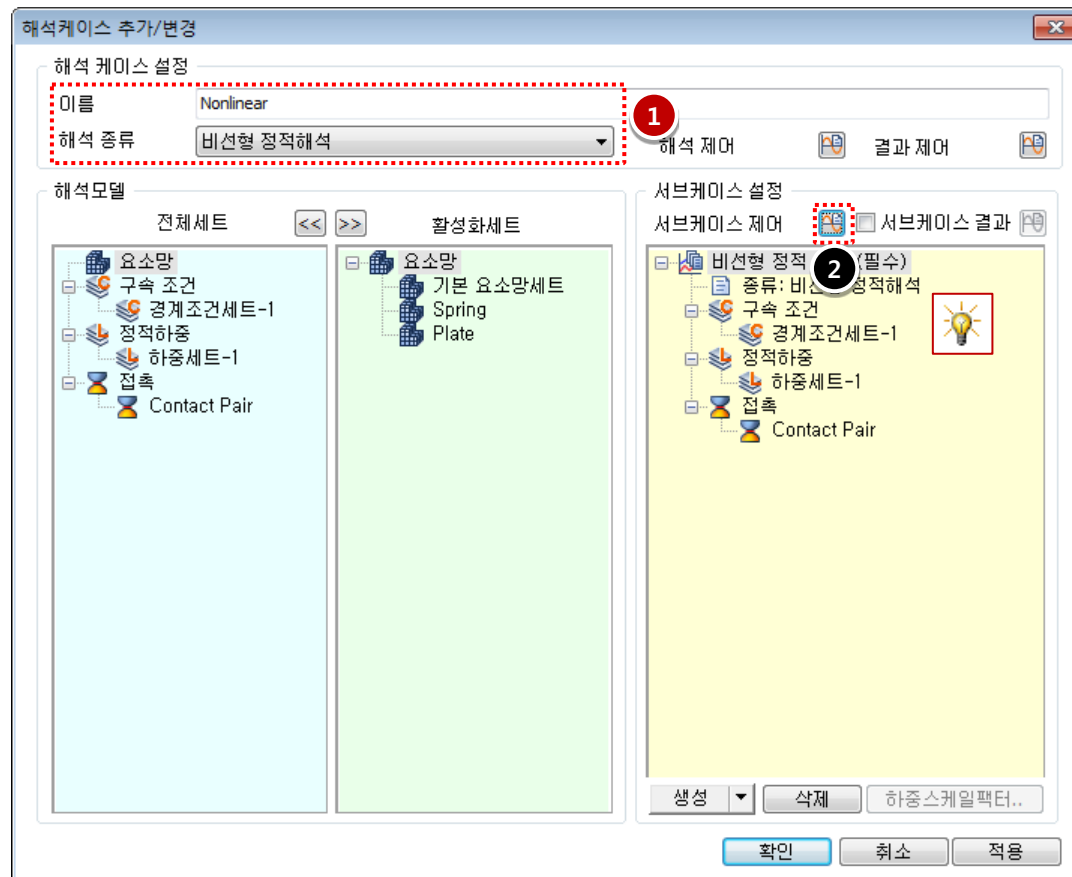 해석케이스 추가/변경
해석 케이스 설정
이름 Nonlinear
1
해석 종류 비선형 정적해석 해석 제어 결과 제어
해석모델
전체세트 << >> 활성화세트
요소망
구속 조건
경계조건세트-1
정적하중
하중세트-1
접촉
Contact Pair
요소망
기본 요소망세트
Spring
Plate
서브케이스 설정
서브케이스 제어 서브케이스 결과
2
비선형 정적 (필수)
종류: 비선 정적해석
구속 조건
경계조건세트-1
정적하중
하중세트-1
접촉
Contact Pair
생성 삭제 하중스케일팩터..
확인 취소 적용